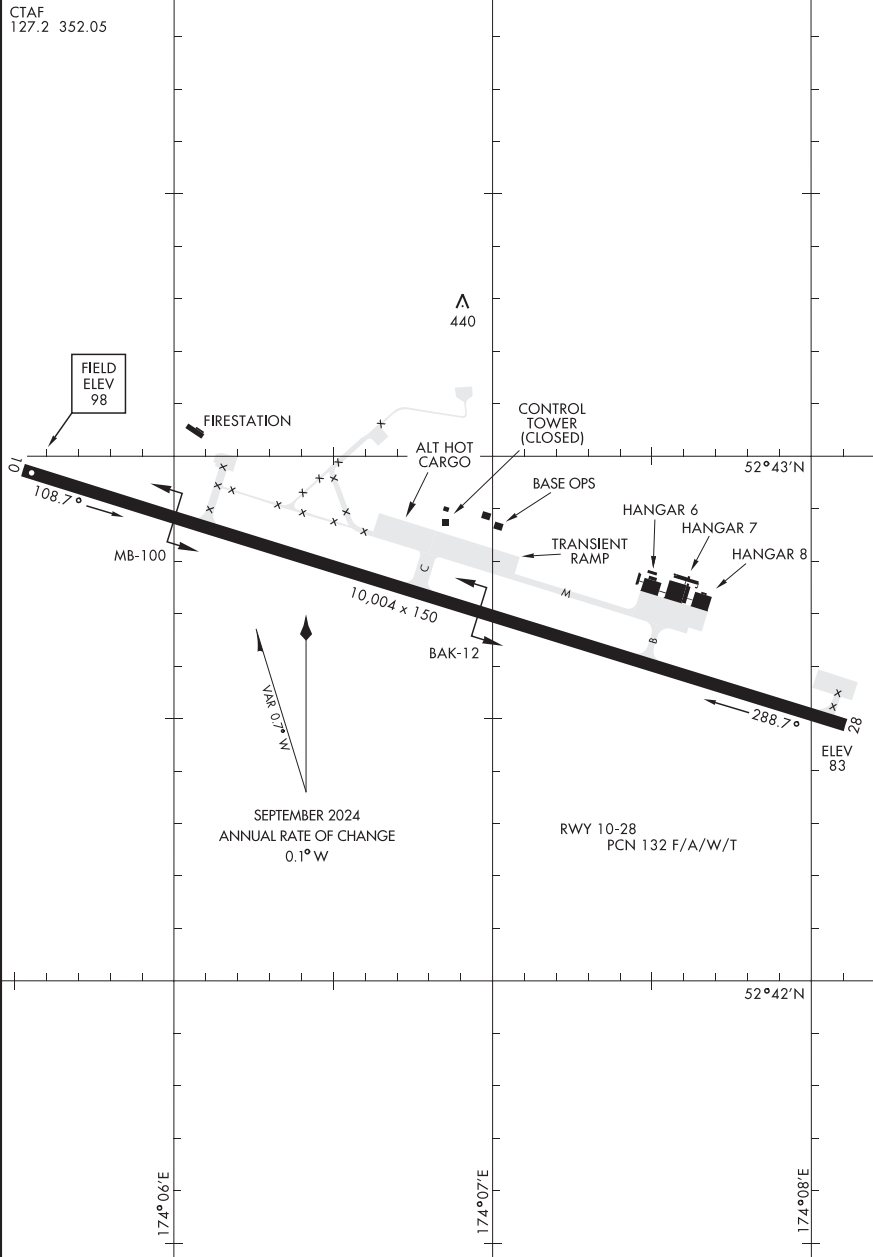 CTAF
127.2 352.05
440
FIELD
ELEV
98
FIRESTATION
CONTROL
TOWER
(CLOSED)
ALT HOT
CARGO
52°43'N
10
108.7°
BASE OPS
HANGAR 6
HANGAR 7
HANGAR 8
MB-100
TRANSIENT
RAMP
C
M
10,004 x 150
B
BAK-12
VAR 0.7° W
288.7°
28
ELEV
83
SEPTEMBER 2024
ANNUAL RATE OF CHANGE
0.1° W
RWY 10-28
PCN 132 F/A/W/T
52°42'N
174°06'E
174°07'E
174°08'E